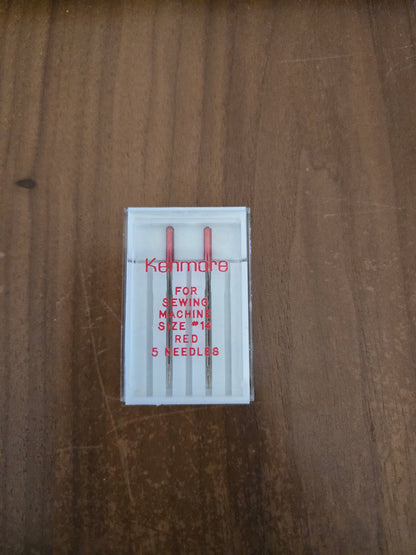 Kenmore
FOR
SEWING
MACHINE
SIZE #14
RED
5 NEEDLES